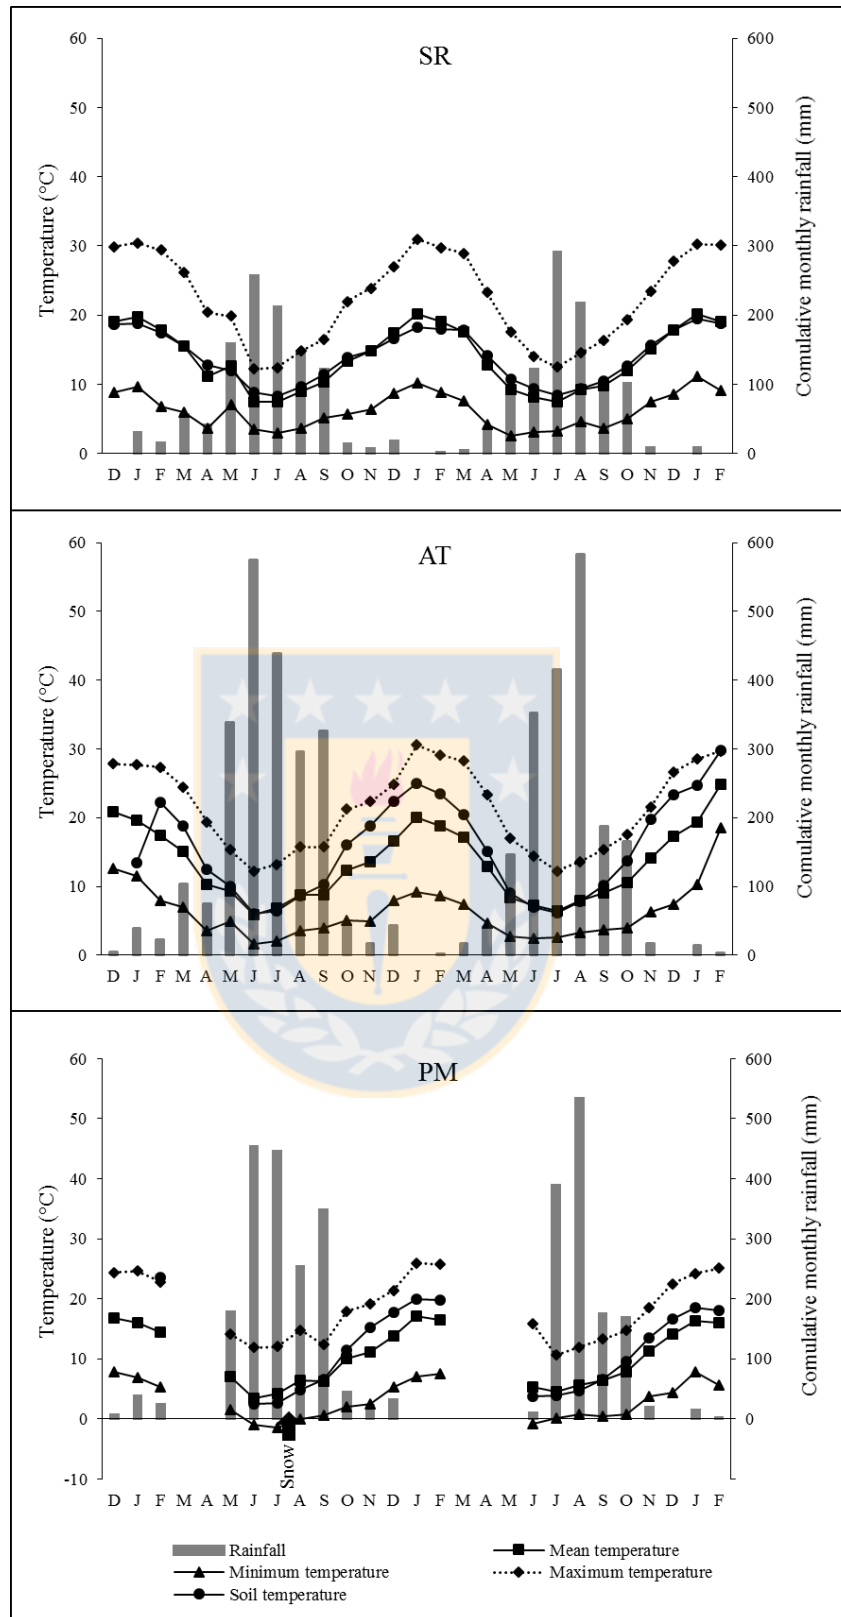 SR
Temperature (°C)
Comulative monthly rainfall (mm)
60
50
40
30
20
10
0
600
500
400
300
200
100
0
D J F M A M J J A S O N D J F M A M J J A S O N D J F
AT
Temperature (°C)
Comulative monthly rainfall (mm)
60
50
40
30
20
10
0
600
500
400
300
200
100
0
D J F M A M J J A S O N D J F M A M J J A S O N D J F
PM
Temperature (°C)
Comulative monthly rainfall (mm)
60
50
40
30
20
10
0
-10
600
500
400
300
200
100
0
Snow
D J F M A M J J A S O N D J F M A M J J A S O N D J F
Rainfall
Mean temperature
Minimum temperature
Maximum temperature
Soil temperature